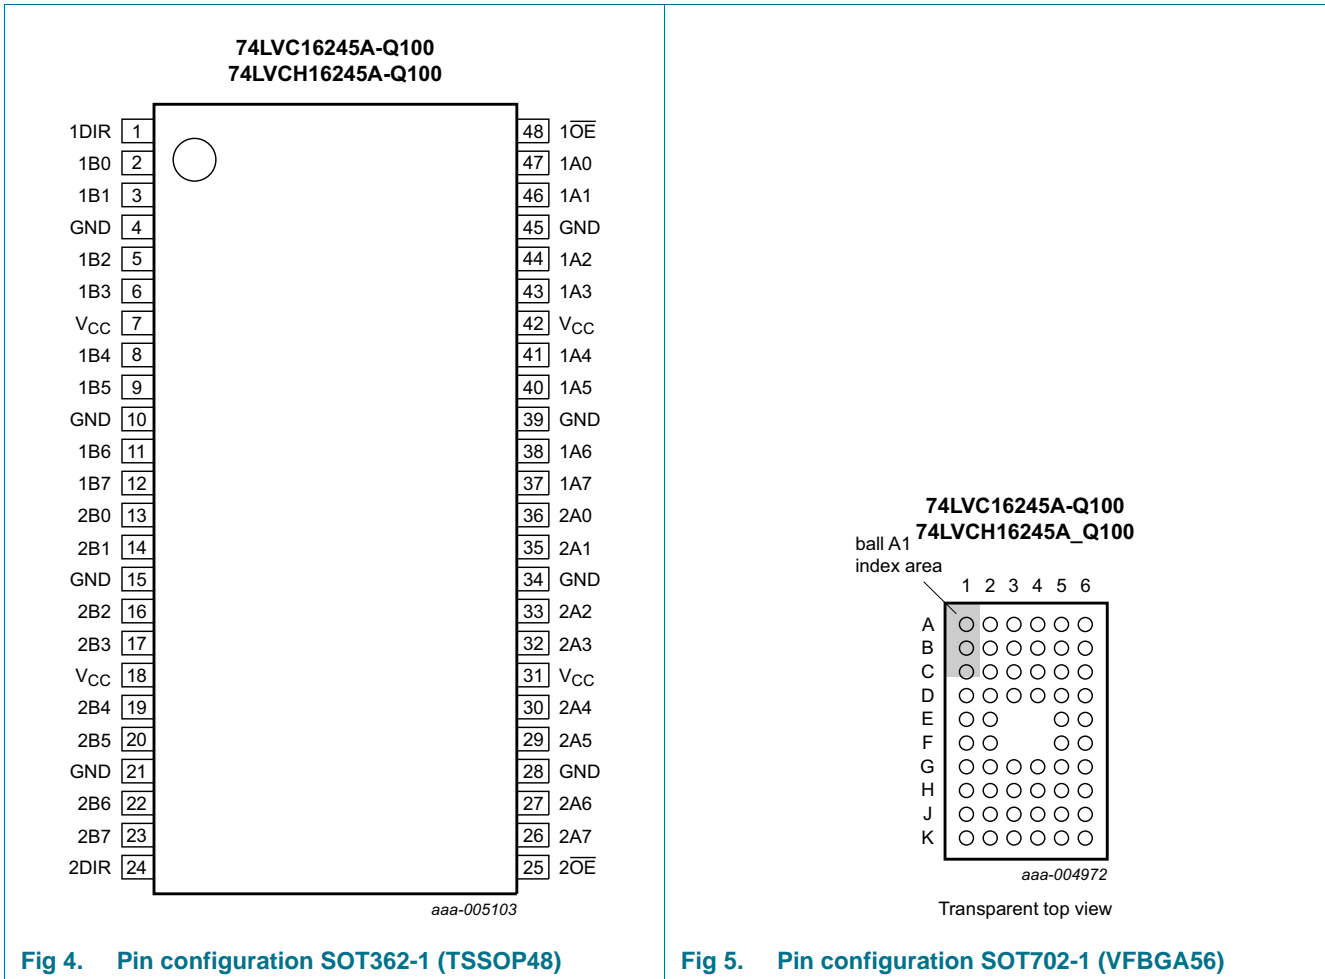 74LVC16245A-Q100
74LVCH16245A-Q100
1DIR 1 48 1OE
1B0 2 47 1A0
1B1 3 46 1A1
GND 4 45 GND
1B2 5 44 1A2
1B3 6 43 1A3
VCC 7 42 VCC
1B4 8 41 1A4
1B5 9 40 1A5
GND 10 39 GND
1B6 11 38 1A6
1B7 12 37 1A7
2B0 13 36 2A0
2B1 14 35 2A1
GND 15 34 GND
2B2 16 33 2A2
2B3 17 32 2A3
VCC 18 31 VCC
2B4 19 30 2A4
2B5 20 29 2A5
GND 21 28 GND
2B6 22 27 2A6
2B7 23 26 2A7
2DIR 24 25 2OE
aaa-005103
Fig 4. Pin configuration SOT362-1 (TSSOP48)
74LVC16245A-Q100
74LVCH16245A_Q100
ball A1
index area
1 2 3 4 5 6
A
B
C
D
E
F
G
H
J
K
aaa-004972
Transparent top view
Fig 5. Pin configuration SOT702-1 (VFBGA56)